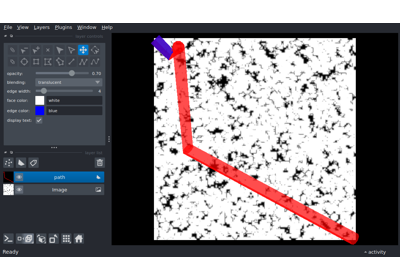 File View Layers Plugins Window Help
opacity: 0.70
blending: translucent
edge width:
face color: white
edge color: blue
display text:
path
Image
Ready
activity